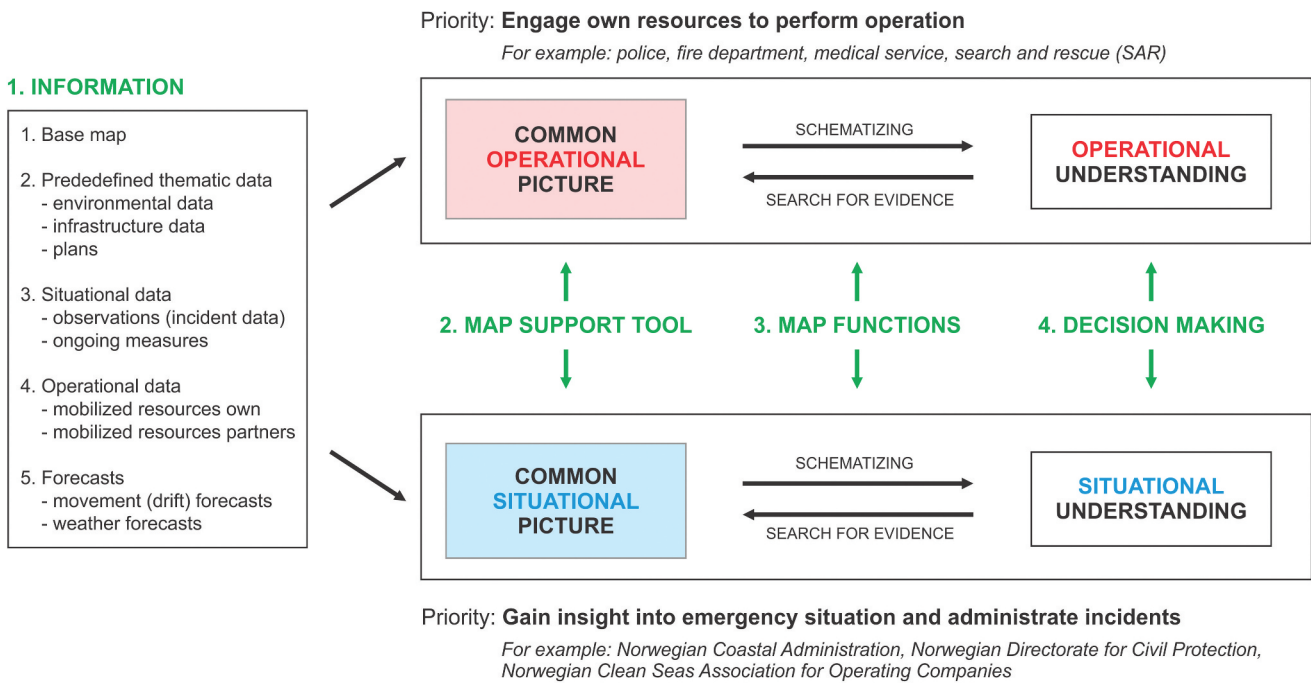 Priority: Engage own resources to perform operation
For example: police, fire department, medical service, search and rescue (SAR)
1. INFORMATION
1. Base map
2. Prededefined thematic data
- environmental data
- infrastructure data
- plans
3. Situational data
- observations (incident data)
- ongoing measures
4. Operational data
- mobilized resources own
- mobilized resources partners
5. Forecasts
- movement (drift) forecasts
- weather forecasts
COMMON
OPERATIONAL
PICTURE
SCHEMATIZING
SEARCH FOR EVIDENCE
OPERATIONAL
UNDERSTANDING
2. MAP SUPPORT TOOL
3. MAP FUNCTIONS
4. DECISION MAKING
COMMON
SITUATIONAL
PICTURE
SCHEMATIZING
SEARCH FOR EVIDENCE
SITUATIONAL
UNDERSTANDING
Priority: Gain insight into emergency situation and administrate incidents
For example: Norwegian Coastal Administration, Norwegian Directorate for Civil Protection,
Norwegian Clean Seas Association for Operating Companies